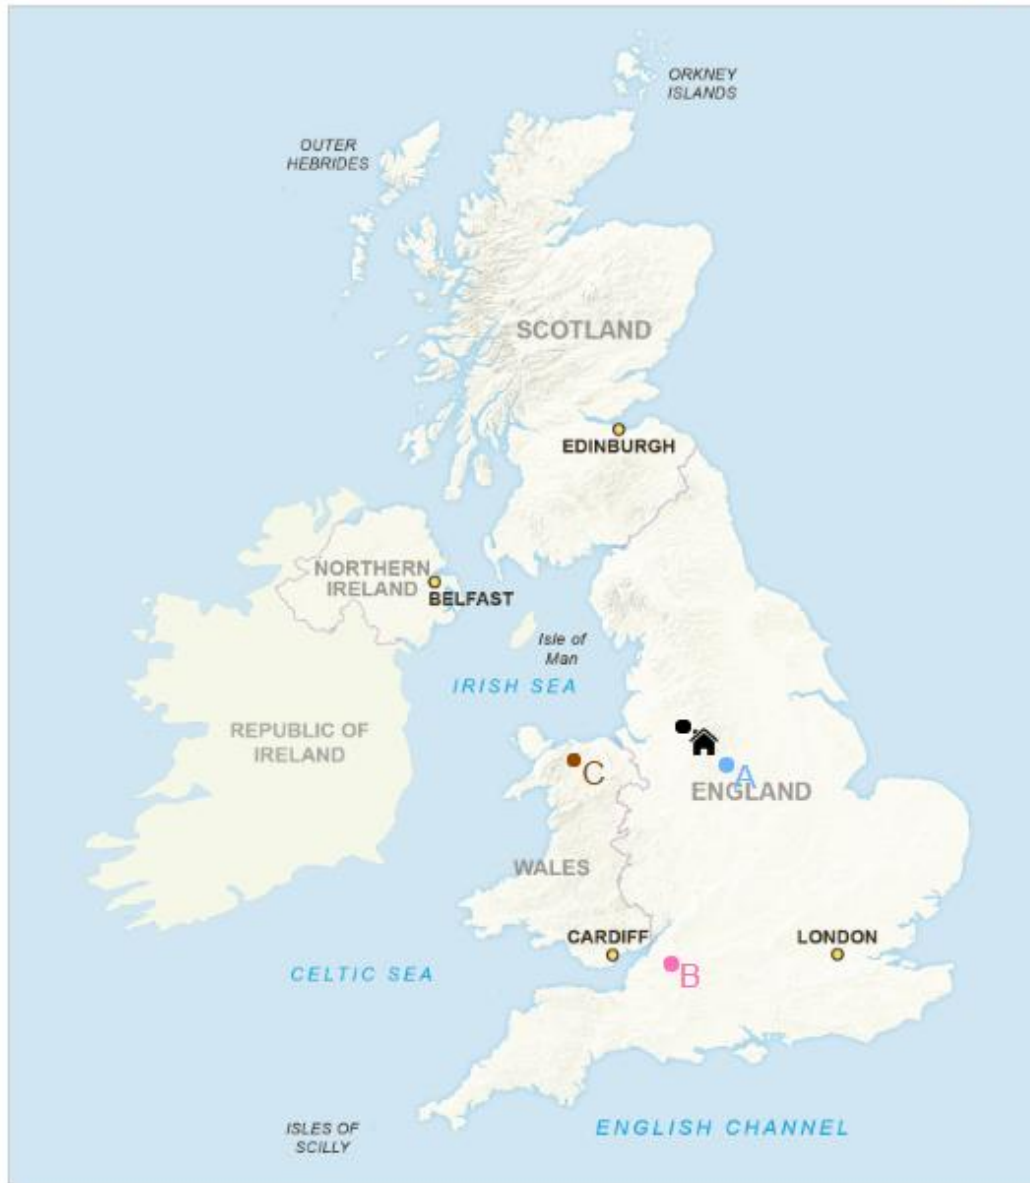 ORKNEY
ISLANDS
OUTER
HEBRIDES
SCOTLAND
EDINBURGH
NORTHERN
IRELAND
BELFAST
Isle of
Man
IRISH SEA
REPUBLIC OF
IRELAND
A
C
ENGLAND
WALES
CARDIFF
LONDON
B
CELTIC SEA
ISLES OF
SCILLY
ENGLISH CHANNEL